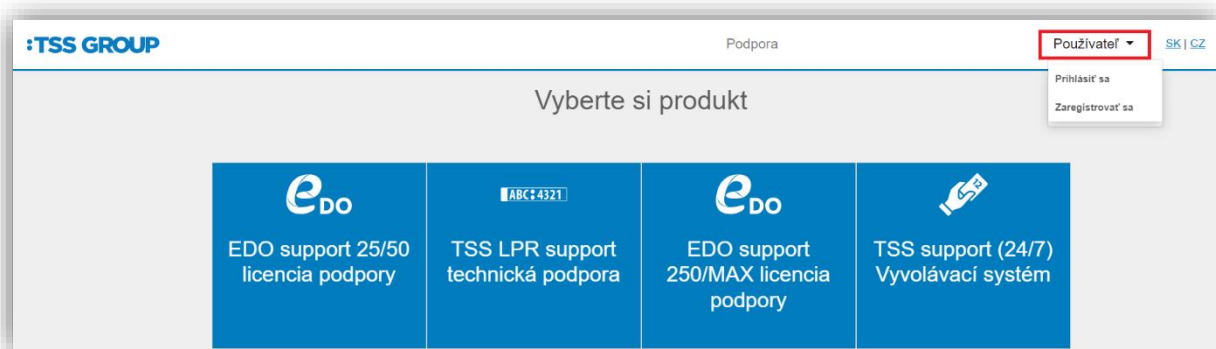 :TSS GROUP
Podpora
Používateľ
SK | CZ
Prihlásiť sa
Zaregistrovať sa
Vyberte si produkt
eDO
EDO support 25/50
licencia podpory
ABC:4321
TSS LPR support
technická podpora
eDO
EDO support
250/MAX licencia
podpory
12
TSS support (24/7)
Vyvolávací systém